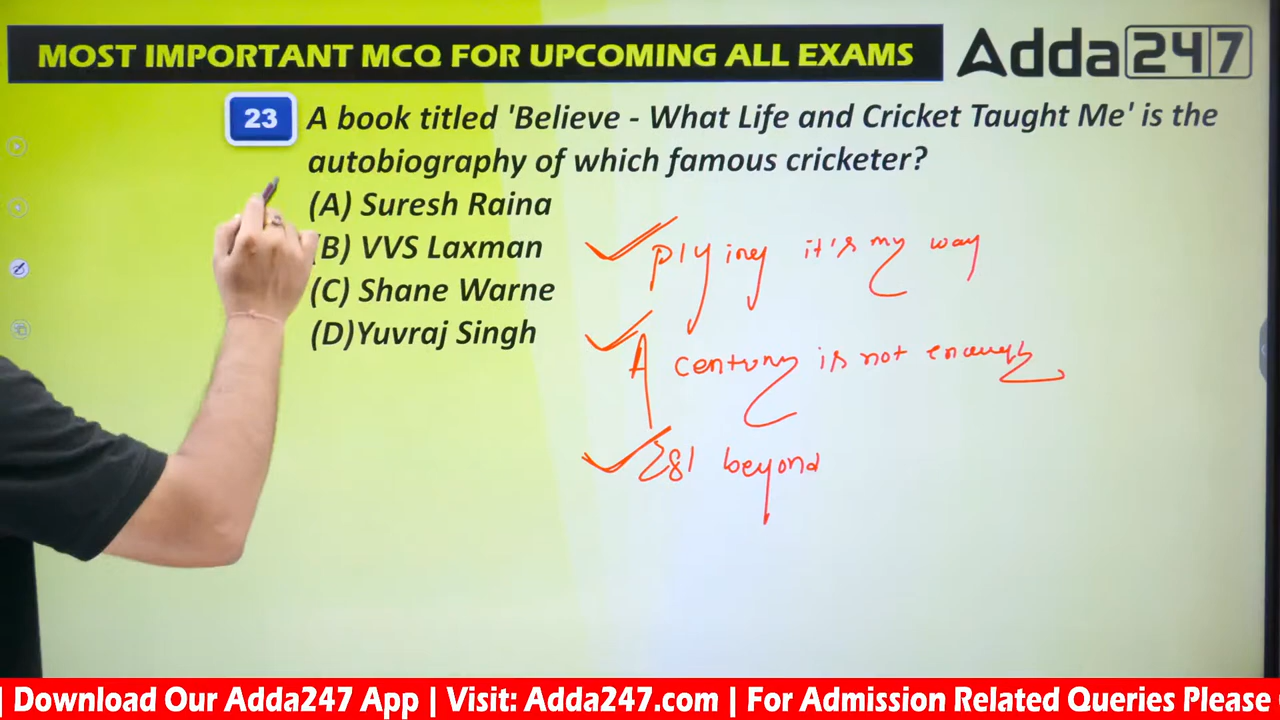 MOST IMPORTANT MCQ FOR UPCOMING ALL EXAMS
Adda247
23
A book titled 'Believe - What Life and Cricket Taught Me' is the
autobiography of which famous cricketer?
(A) Suresh Raina
(B) VVS Laxman
(C) Shane Warne
(D)Yuvraj Singh
plying it's my way
A century is not enough
281 beyond
| Download Our Adda247 App | Visit: Adda247.com | For Admission Related Queries Please